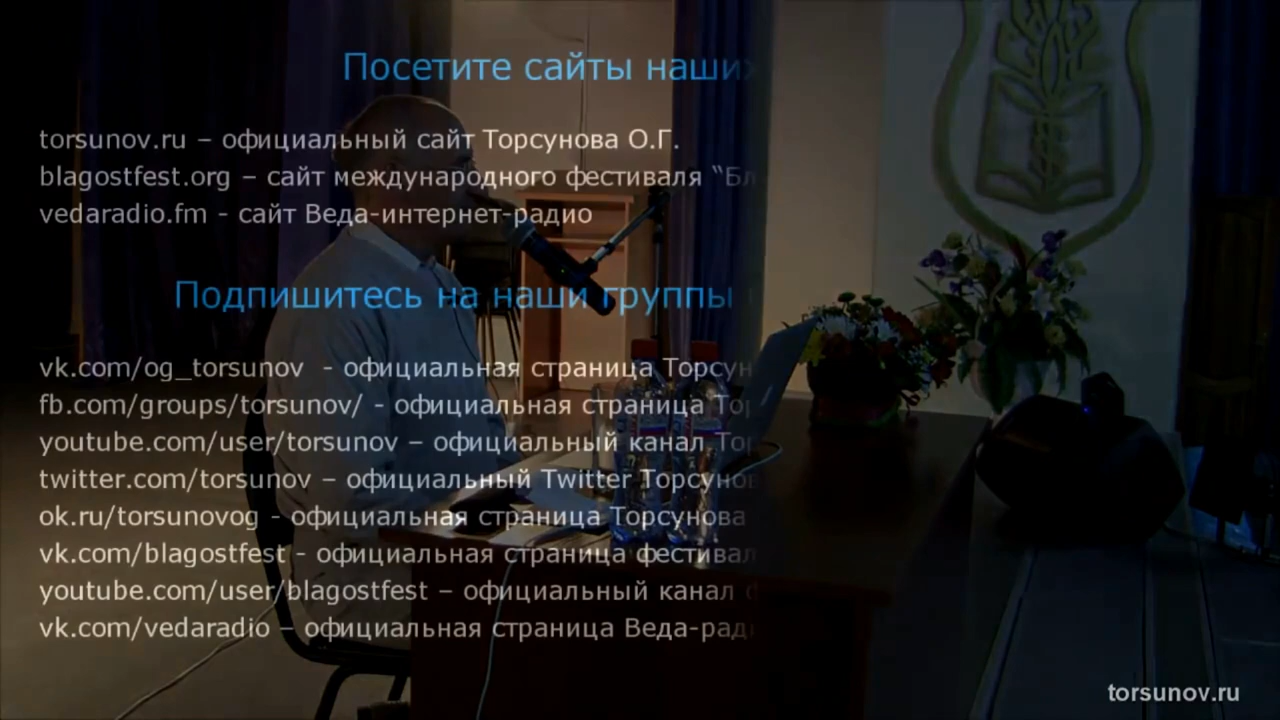 Посетите сайты наших
torsunov.ru – официальный сайт Торсунова О.Г.
blagostfest.org – сайт международного фестиваля
vedaradio.fm - сайт Веда-интернет-радио
Подпишитесь на наши группы
vk.com/og_torsunov - официальная страница
fb.com/groups/torsunov/ - официальная страница
youtube.com/user/torsunov – официальный канал
twitter.com/torsunov – официальный Twitter
ok.ru/torsunovog - официальная страница Торсунова
vk.com/blagostfest - официальная страница
youtube.com/user/blagostfest – официальный канал
vk.com/vedaradio – официальная страница
torsunov.ru